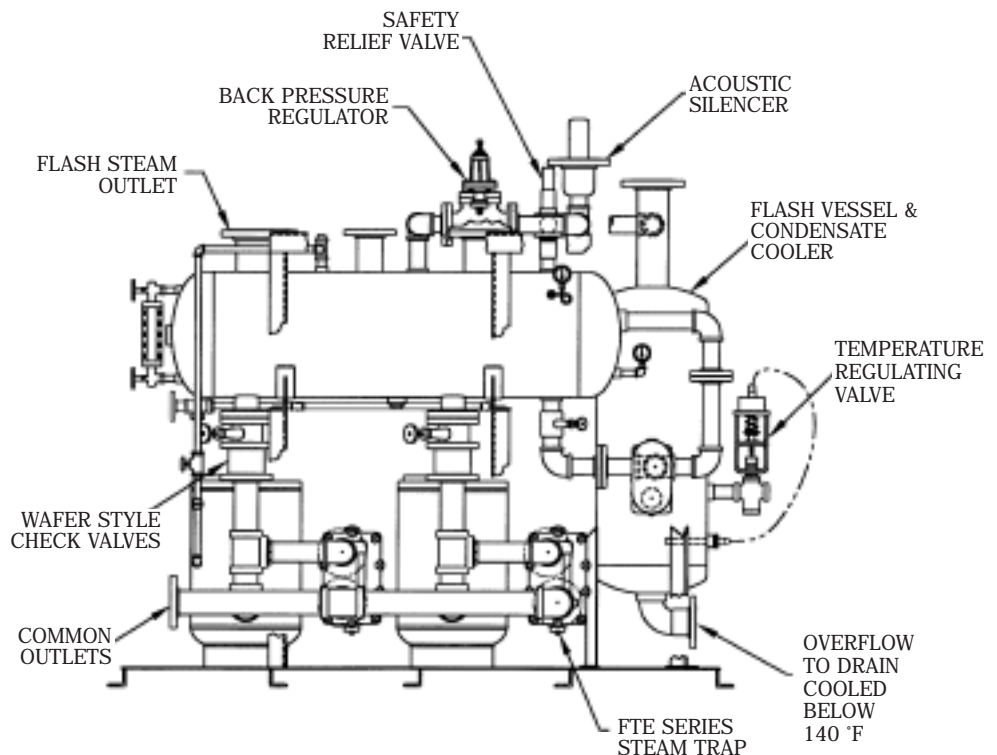 SAFETY
RELIEF VALVE
ACOUSTIC
SILENCER
BACK PRESSURE
REGULATOR
FLASH STEAM
OUTLET
FLASH VESSEL &
CONDENSATE
COOLER
TEMPERATURE
REGULATING
VALVE
WAFER STYLE
CHECK VALVES
COMMON
OUTLETS
OVERFLOW
TO DRAIN
COOLED
BELOW
140 °F
FTE SERIES
STEAM TRAP